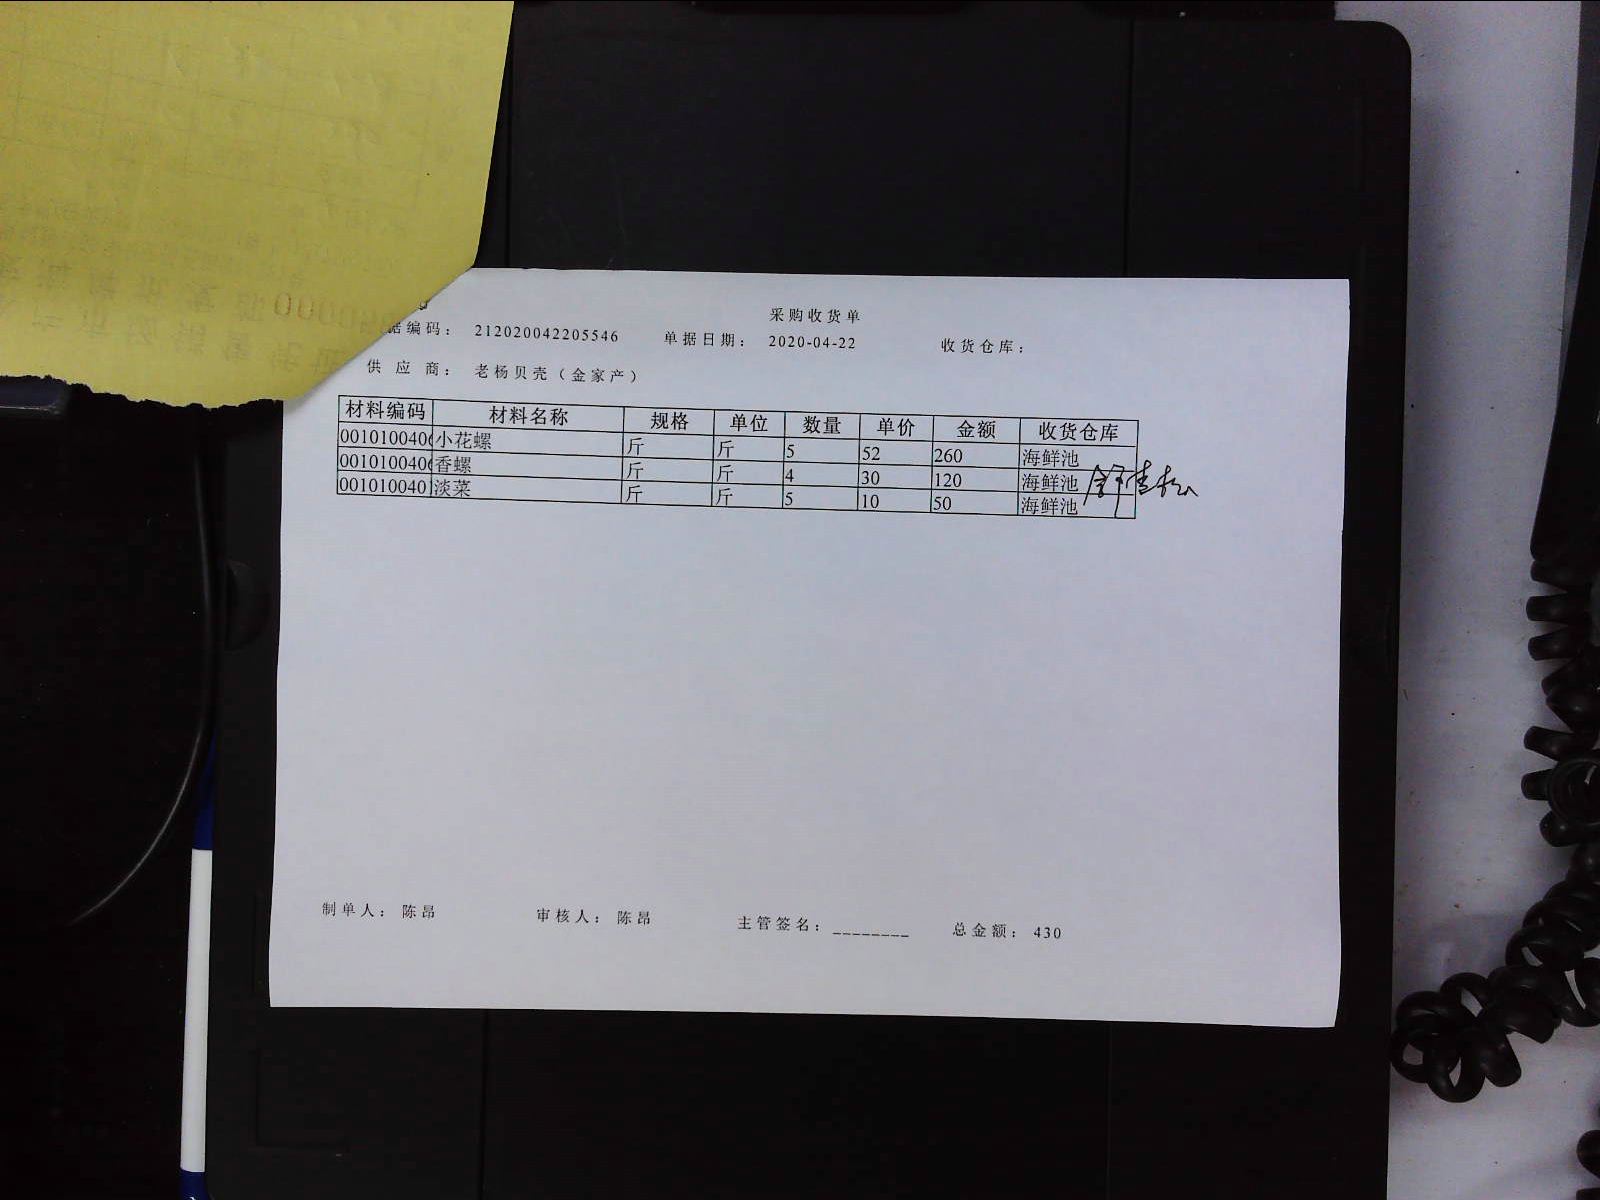 采购收货单
据编码： 212020042205546 单据日期： 2020-04-22 收货仓库：
供应商： 老杨贝壳（金家产）
材料编码 材料名称 规格 单位 数量 单价 金额 收货仓库
0010100406 小花螺 斤 斤 5 52 260 海鲜池
0010100406 香螺 斤 斤 4 30 120 海鲜池
001010040 淡菜 斤 斤 5 10 50 海鲜池
制单人： 陈昂 审核人： 陈昂 主管签名：________ 总金额： 430